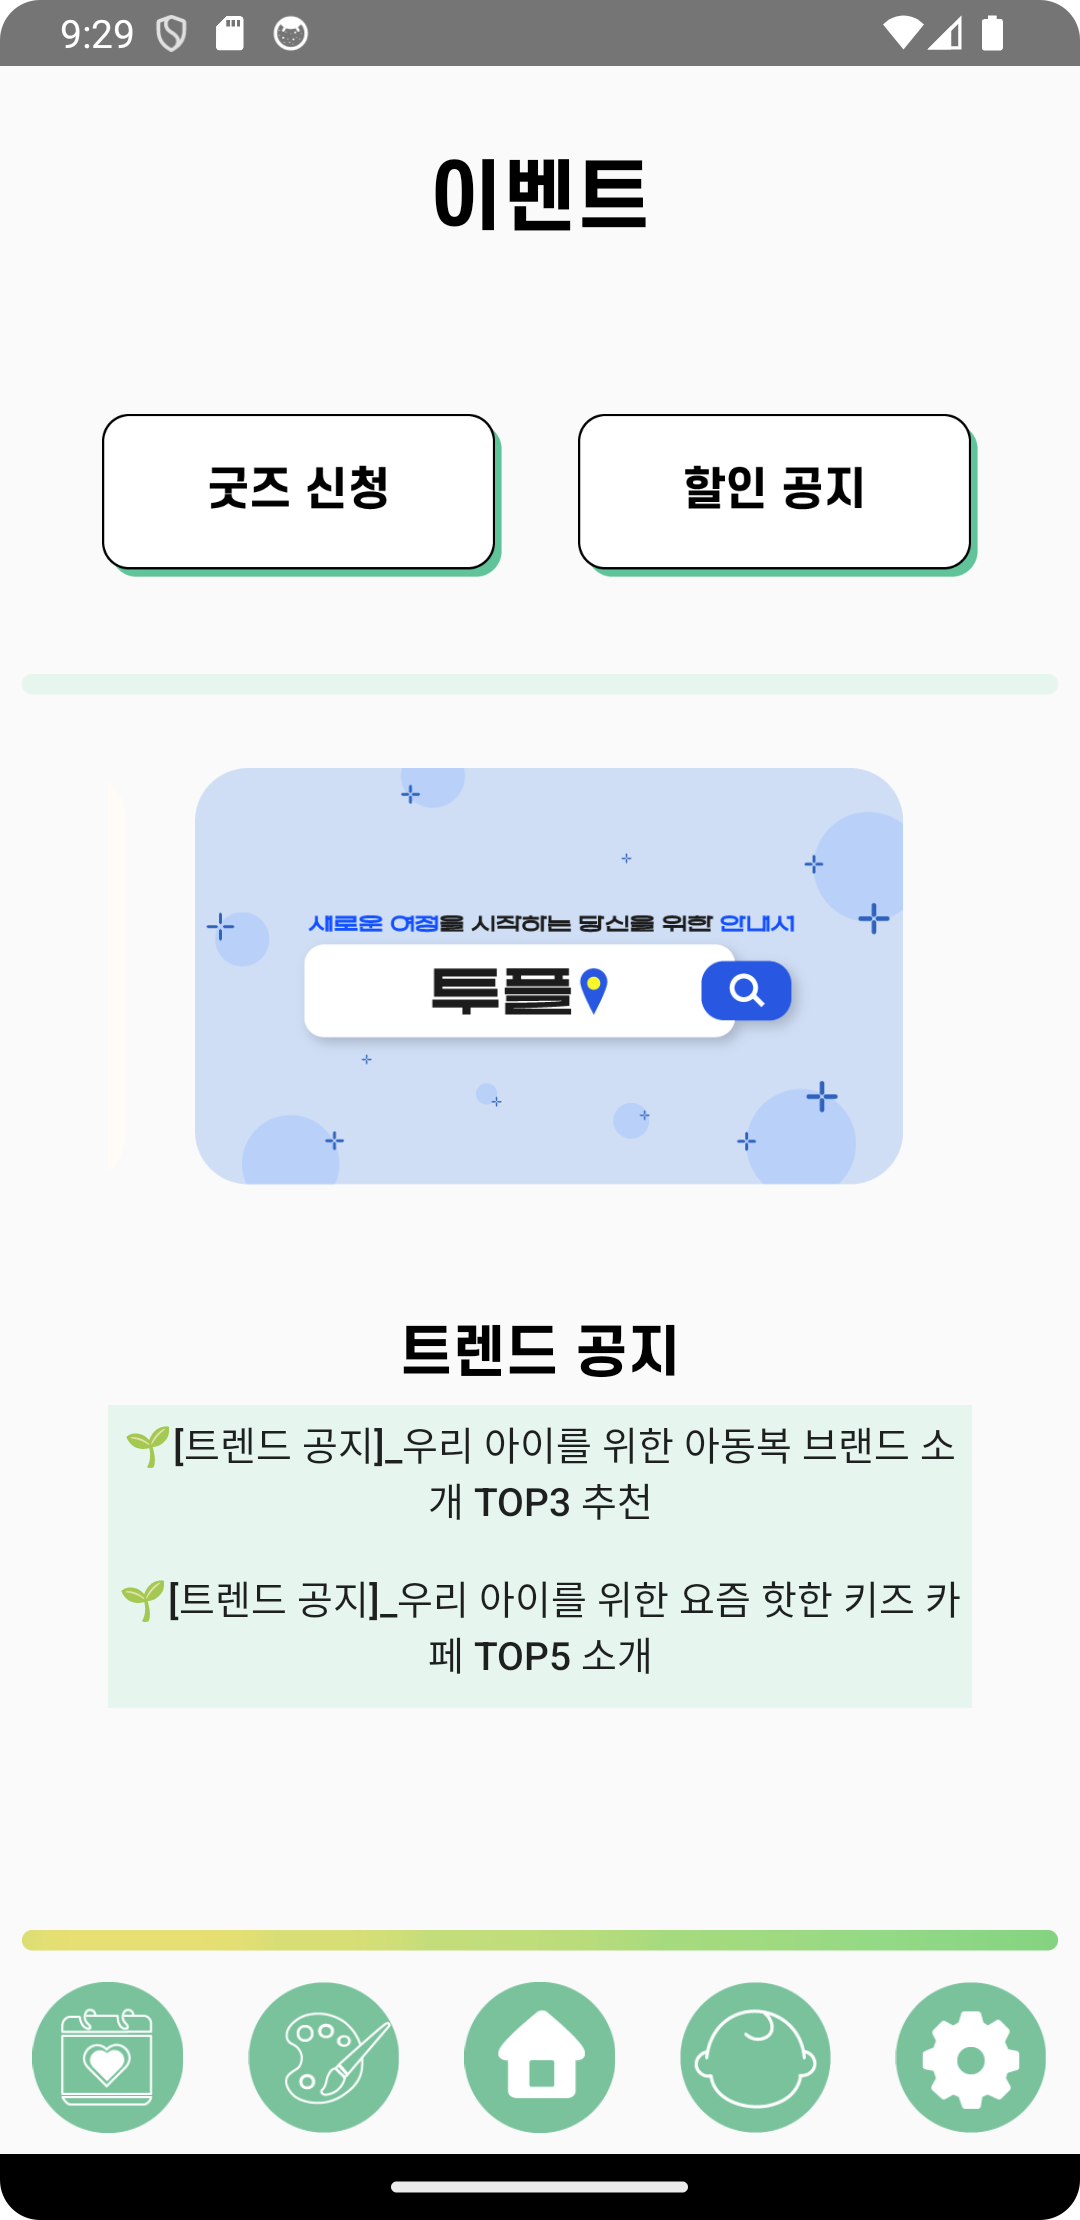 9:29
이벤트
굿즈 신청
할인 공지
새로운 여정을 시작하는 당신을 위한 안내서
투플
트렌드 공지
🌱[트렌드 공지]_우리 아이를 위한 아동복 브랜드 소
개 TOP3 추천
🌱[트렌드 공지]_우리 아이를 위한 요즘 핫한 키즈 카
페 TOP5 소개